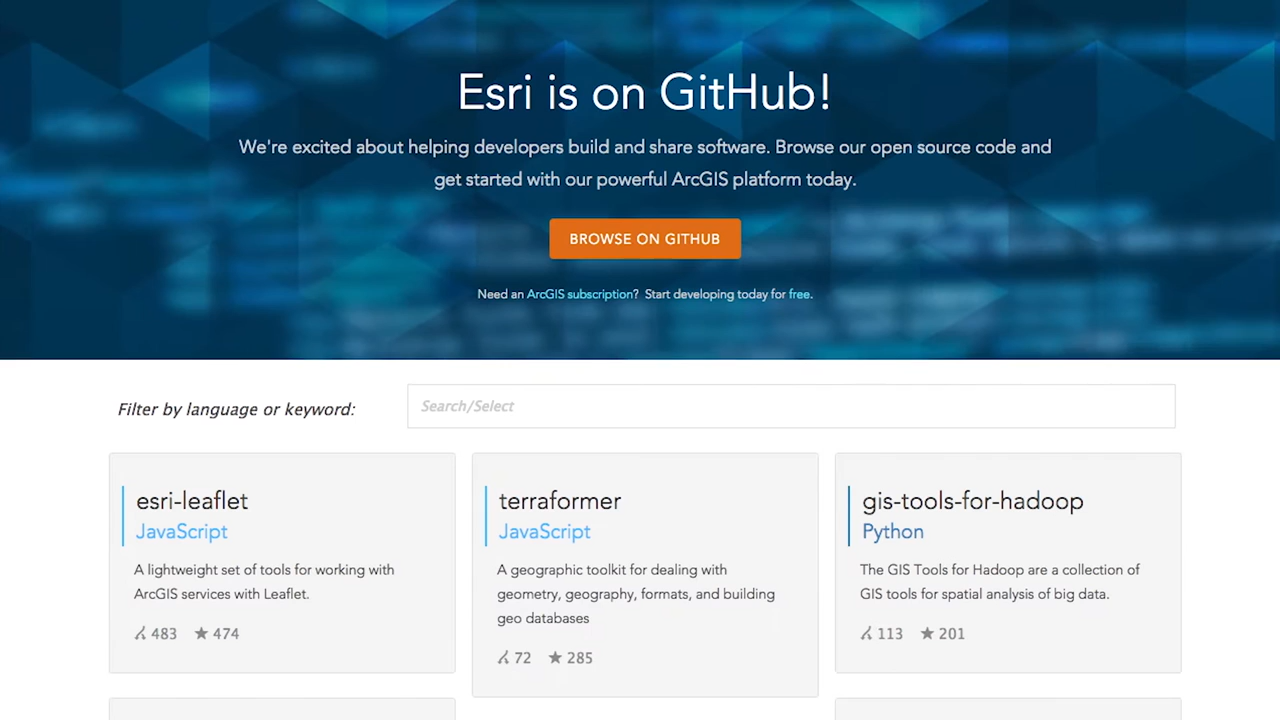 Esri is on GitHub!
We're excited about helping developers build and share software. Browse our open source code and
get started with our powerful ArcGIS platform today.
BROWSE ON GITHUB
Need an ArcGIS subscription? Start developing today for free.
Filter by language or keyword:
Search/Select
esri-leaflet
JavaScript
A lightweight set of tools for working with
ArcGIS services with Leaflet.
483 474
terraformer
JavaScript
A geographic toolkit for dealing with
geometry, geography, formats, and building
geo databases
72 285
gis-tools-for-hadoop
Python
The GIS Tools for Hadoop are a collection of
GIS tools for spatial analysis of big data.
113 201